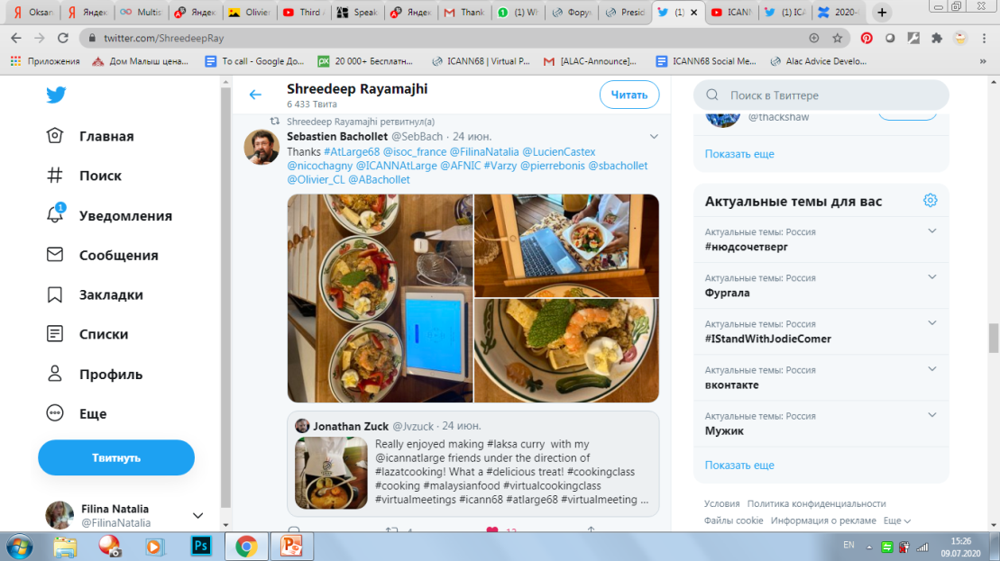 Oksan
Яндек
Multist
Яндек
Olivier
Third A
Speak
Яндек
Thank
(1) Wh
Фору
Presid
(1)
ICANN
(1) ICA
2020-0
twitter.com/ShreedeepRay
Приложения
Дом Малыш цена...
To call - Google До...
20 000+ Бесплатн...
ICANN68 | Virtual P...
[ALAC-Announce]...
ICANN68 Social Me...
Alac Advice Develo...
»
Главная
Поиск
1
Уведомления
Сообщения
Закладки
Списки
Профиль
Еще
Твитнуть
Filina Natalia
@FilinaNatalia
Shreedeep Rayamajhi
6 433 Твита
Читать
Shreedeep Rayamajhi ретвитнул(а)
Sebastien Bachollet @SebBach · 24 июн.
Thanks #AtLarge68 @isoc_france @FilinaNatalia @LucienCastex
@nicochagny @ICANNAtLarge @AFNIC #Varzy @pierrebonis @sbachollet
@Olivier_CL @ABachollet
Jonathan Zuck @Jvzuck · 24 июн.
Really enjoyed making #laksa curry with my
@icannatlarge friends under the direction of
#lazatcooking! What a #delicious treat! #cookingclass
#cooking #malaysianfood #virtualcookingclass
#virtualmeetings #icann68 #atlarge68 #virtualmeeting ...
Поиск в Твиттере
@thackshaw
Показать еще
Актуальные темы для вас
Актуальные темы: Россия
#нюдсочетверг
Актуальные темы: Россия
Фургала
Актуальные темы: Россия
#IStandWithJodieComer
Актуальные темы: Россия
вконтакте
Актуальные темы: Россия
Мужик
Показать еще
Условия Политика конфиденциальности
Файлы cookie Информация о рекламе Еще
Ps
EN
15:26
09.07.2020